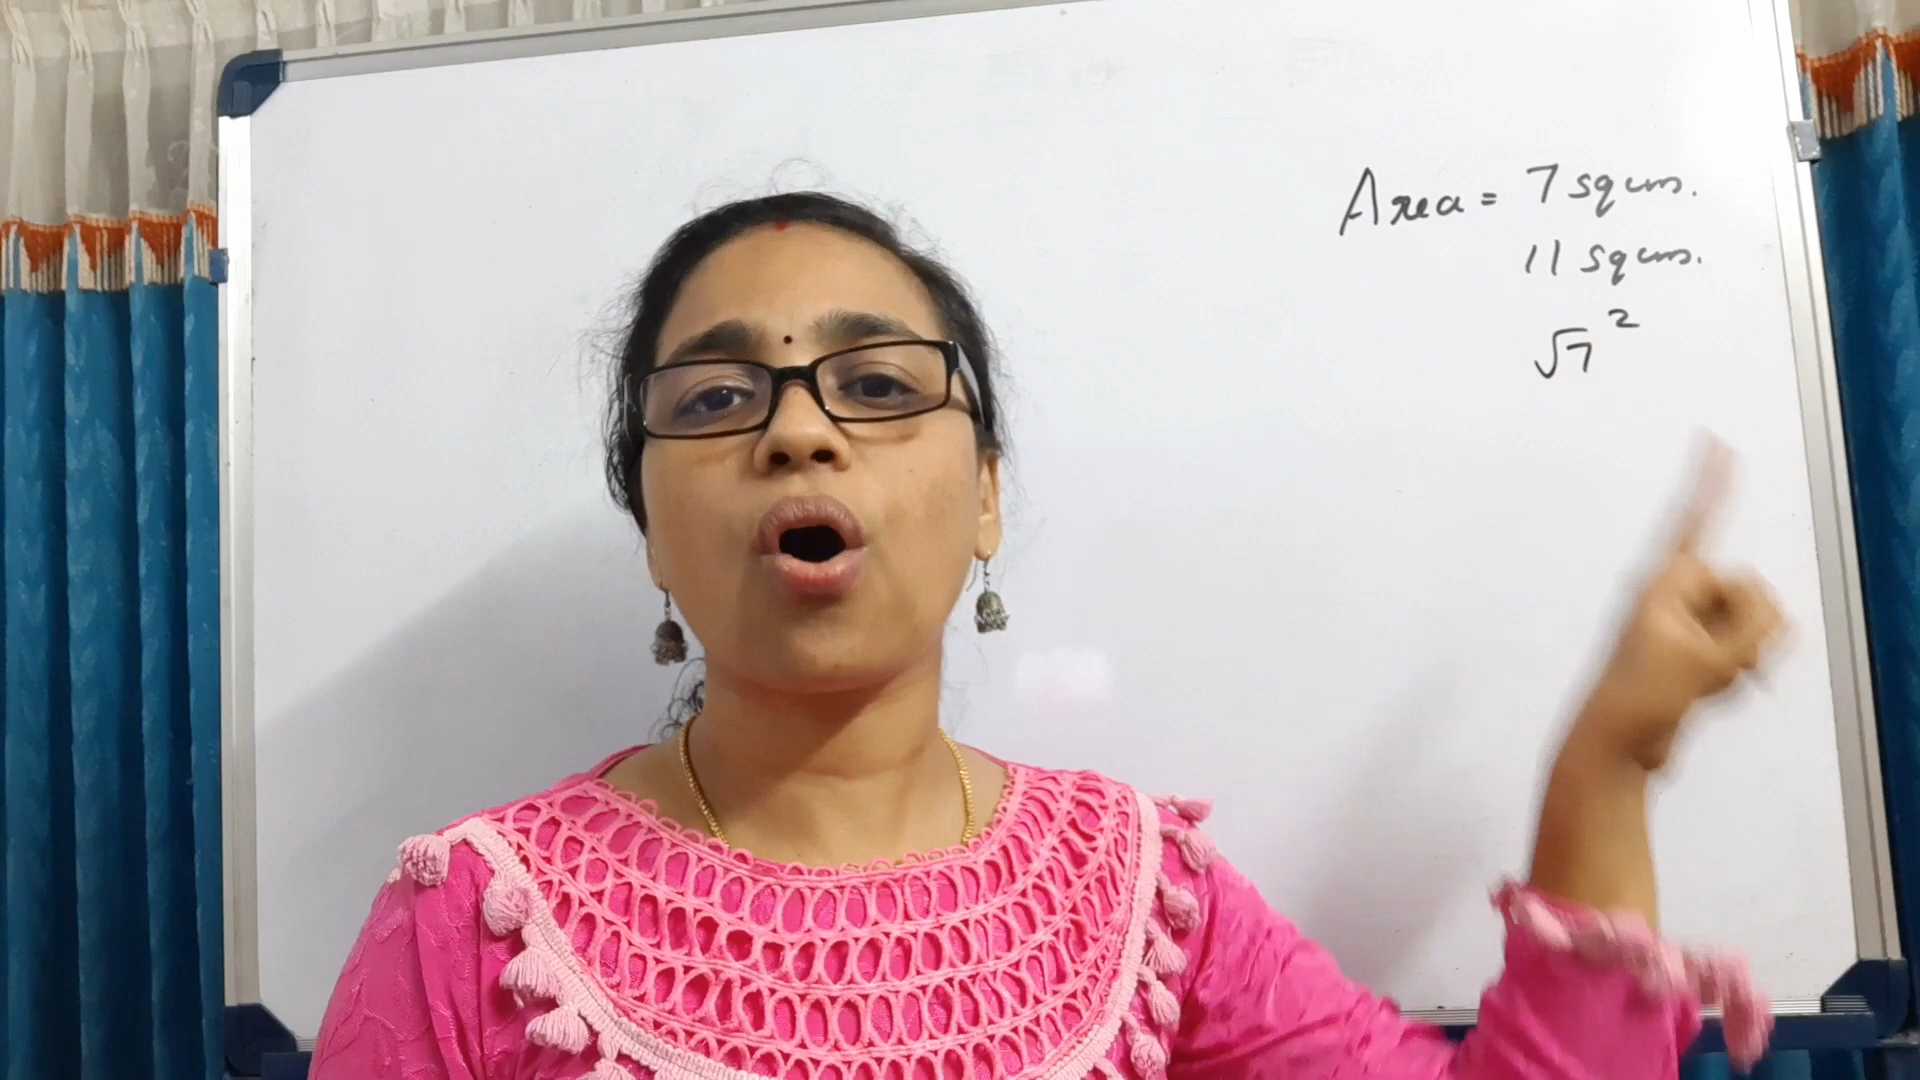 Area = 7 sq cms.
11 sq cms.
√7 ²